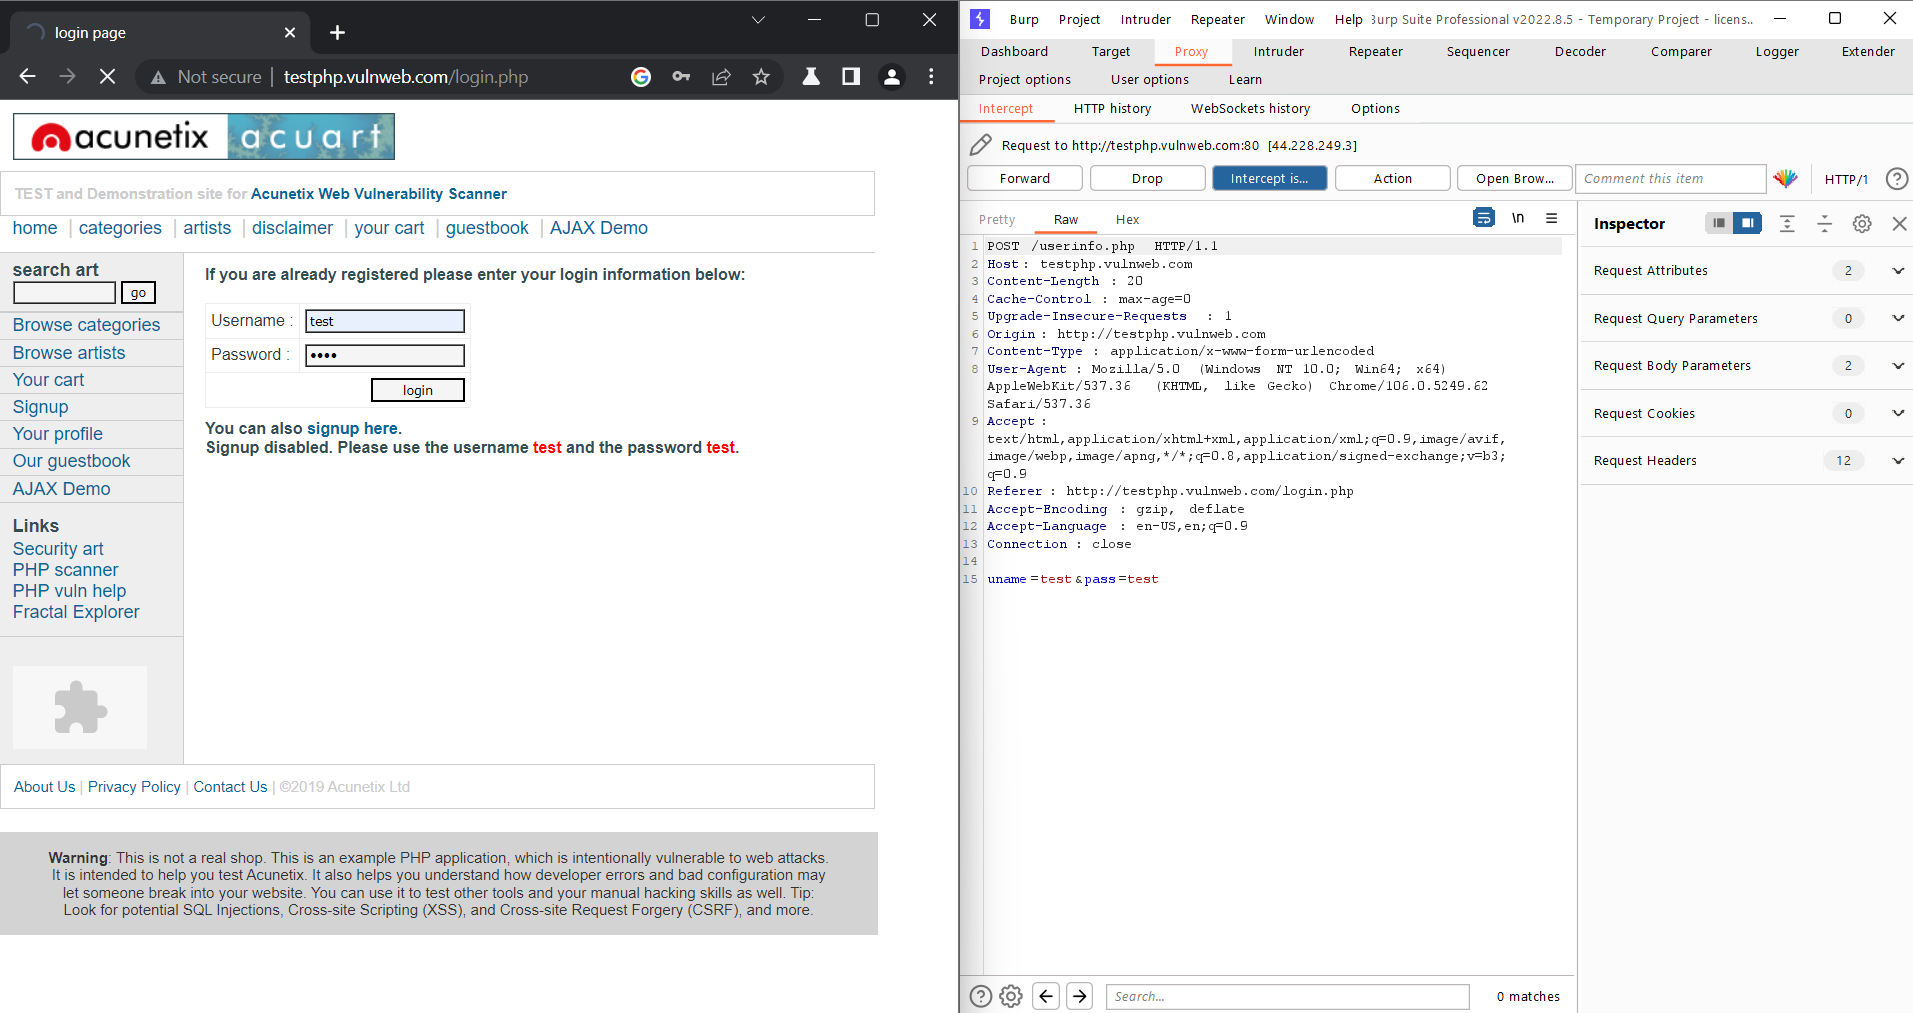 login page
Not secure | testphp.vulnweb.com/login.php
acunetix acuart
TEST and Demonstration site for Acunetix Web Vulnerability Scanner
home | categories | artists | disclaimer | your cart | guestbook | AJAX Demo
search art
go
Browse categories
Browse artists
Your cart
Signup
Your profile
Our guestbook
AJAX Demo
Links
Security art
PHP scanner
PHP vuln help
Fractal Explorer
If you are already registered please enter your login information below:
Username : test
Password : ••••
login
You can also signup here.
Signup disabled. Please use the username test and the password test.
About Us | Privacy Policy | Contact Us | ©2019 Acunetix Ltd
Warning: This is not a real shop. This is an example PHP application, which is intentionally vulnerable to web attacks.
It is intended to help you test Acunetix. It also helps you understand how developer errors and bad configuration may
let someone break into your website. You can use it to test other tools and your manual hacking skills as well. Tip:
Look for potential SQL Injections, Cross-site Scripting (XSS), and Cross-site Request Forgery (CSRF), and more.
Burp Project Intruder Repeater Window Help Burp Suite Professional v2022.8.5 - Temporary Project - licens...
Dashboard Target Proxy Intruder Repeater Sequencer Decoder Comparer Logger Extender
Project options User options Learn
Intercept HTTP history WebSockets history Options
Request to http://testphp.vulnweb.com:80 [44.228.249.3]
Forward Drop Intercept is... Action Open Brow... Comment this item HTTP/1 ?
Pretty Raw Hex \n
1 POST /userinfo.php HTTP/1.1
2 Host: testphp.vulnweb.com
3 Content-Length : 20
4 Cache-Control : max-age=0
5 Upgrade-Insecure-Requests : 1
6 Origin : http://testphp.vulnweb.com
7 Content-Type : application/x-www-form-urlencoded
8 User-Agent : Mozilla/5.0 (Windows NT 10.0; Win64; x64)
AppleWebKit/537.36 (KHTML, like Gecko) Chrome/106.0.5249.62
Safari/537.36
9 Accept :
text/html,application/xhtml+xml,application/xml;q=0.9,image/avif,
image/webp,image/apng,*/*;q=0.8,application/signed-exchange;v=b3;
q=0.9
10 Referer : http://testphp.vulnweb.com/login.php
11 Accept-Encoding : gzip, deflate
12 Accept-Language : en-US,en;q=0.9
13 Connection : close
14
15 uname=test&pass=test
Inspector
Request Attributes 2
Request Query Parameters 0
Request Body Parameters 2
Request Cookies 0
Request Headers 12
Search... 0 matches